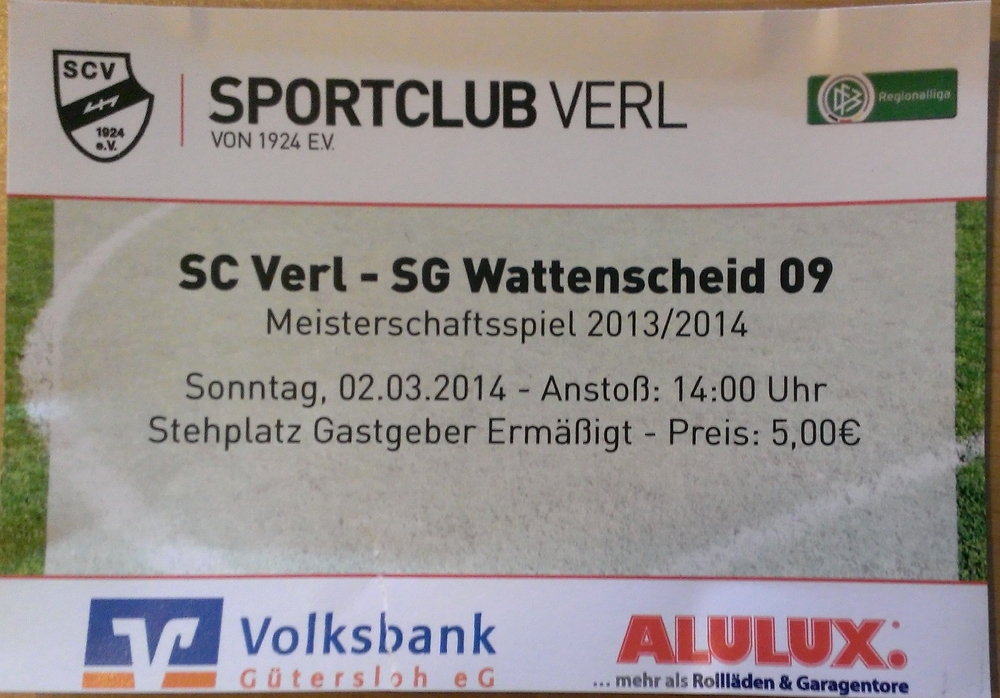 SCV
1924
e.V.
SPORTCLUB VERL
VON 1924 E.V.
DFB
Regionalliga
SC Verl - SG Wattenscheid 09
Meisterschaftsspiel 2013/2014
Sonntag, 02.03.2014 - Anstoß: 14:00 Uhr
Stehplatz Gastgeber Ermäßigt - Preis: 5,00€
Volksbank
Gütersloh eG
ALULUX
... mehr als Rollläden & Garagentore